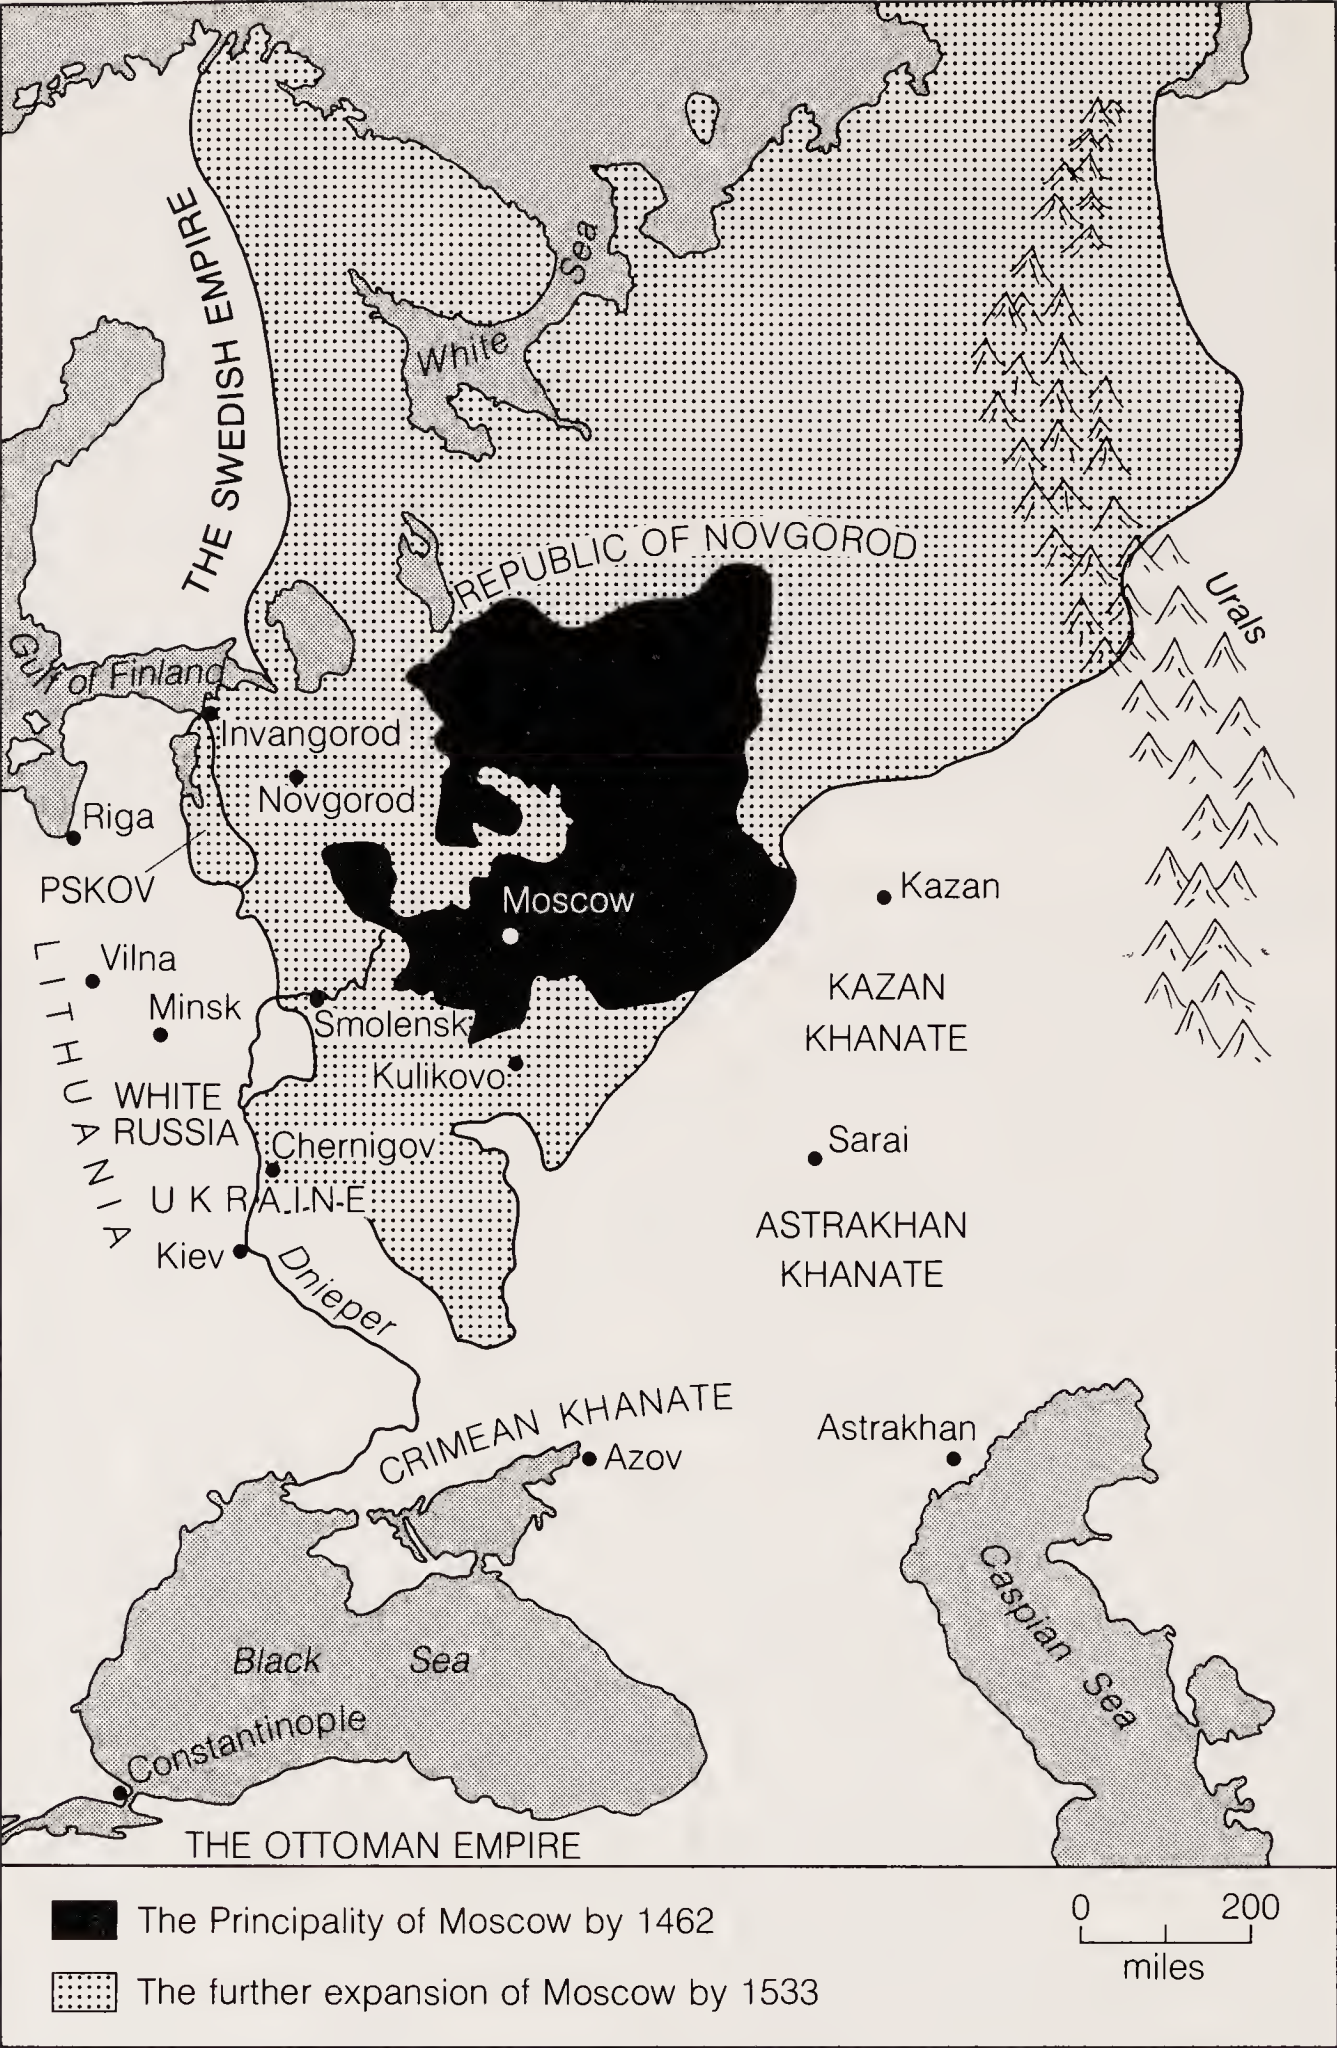 THE SWEDISH EMPIRE
White Sea
REPUBLIC OF NOVGOROD
Urals
Gulf of Finland
Invangorod
Novgorod
Riga
PSKOV
Moscow
Kazan
LITHUANIA
Vilna
Minsk
Smolensk
KAZAN
KHANATE
Kulikovo
WHITE
RUSSIA
Chernigov
Sarai
UKRAINE
ASTRAKHAN
KHANATE
Kiev
Dnieper
CRIMEAN KHANATE
Azov
Astrakhan
Caspian Sea
Black Sea
Constantinople
THE OTTOMAN EMPIRE
The Principality of Moscow by 1462
The further expansion of Moscow by 1533
0 200
miles